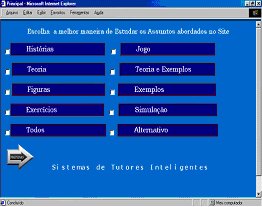 Principal - Microsoft Internet Explorer
Arquivo Editar Exibir Favoritos Ferramentas Ajuda
Escolha a melhor maneira de Estudar os Assuntos abordados no Site
Histórias Jogo
Teoria Teoria e Exemplos
Figuras Exemplos
Exercícios Simulação
Todos Alternativo
Sistemas de Tutores Inteligentes
Concluído Meu computador